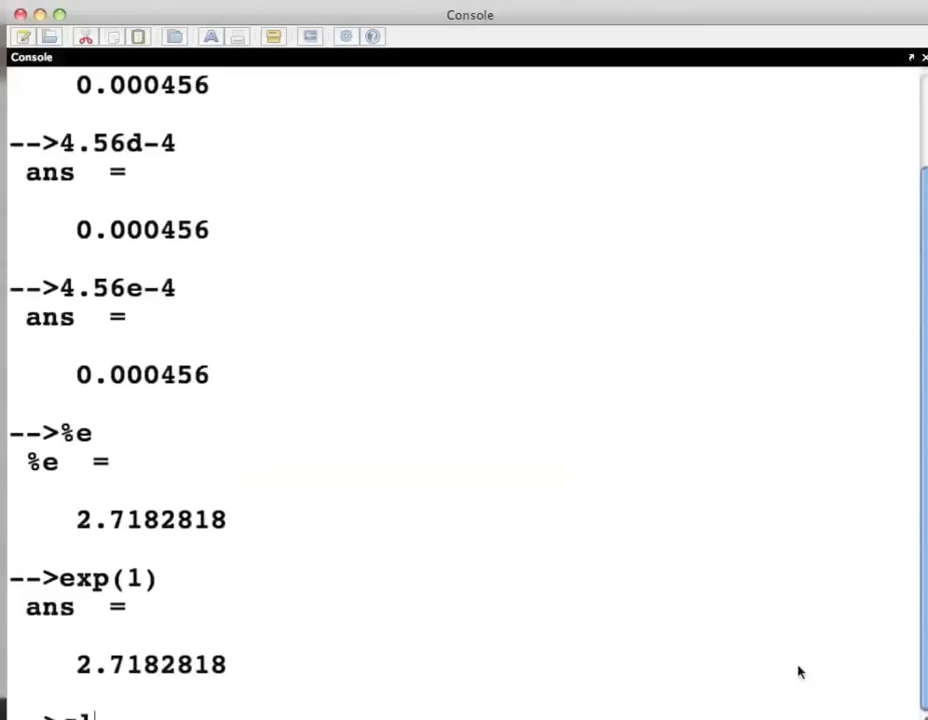 Console
Console
0.000456
-->4.56d-4
ans =
0.000456
-->4.56e-4
ans =
0.000456
-->%e
%e =
2.7182818
-->exp(1)
ans =
2.7182818